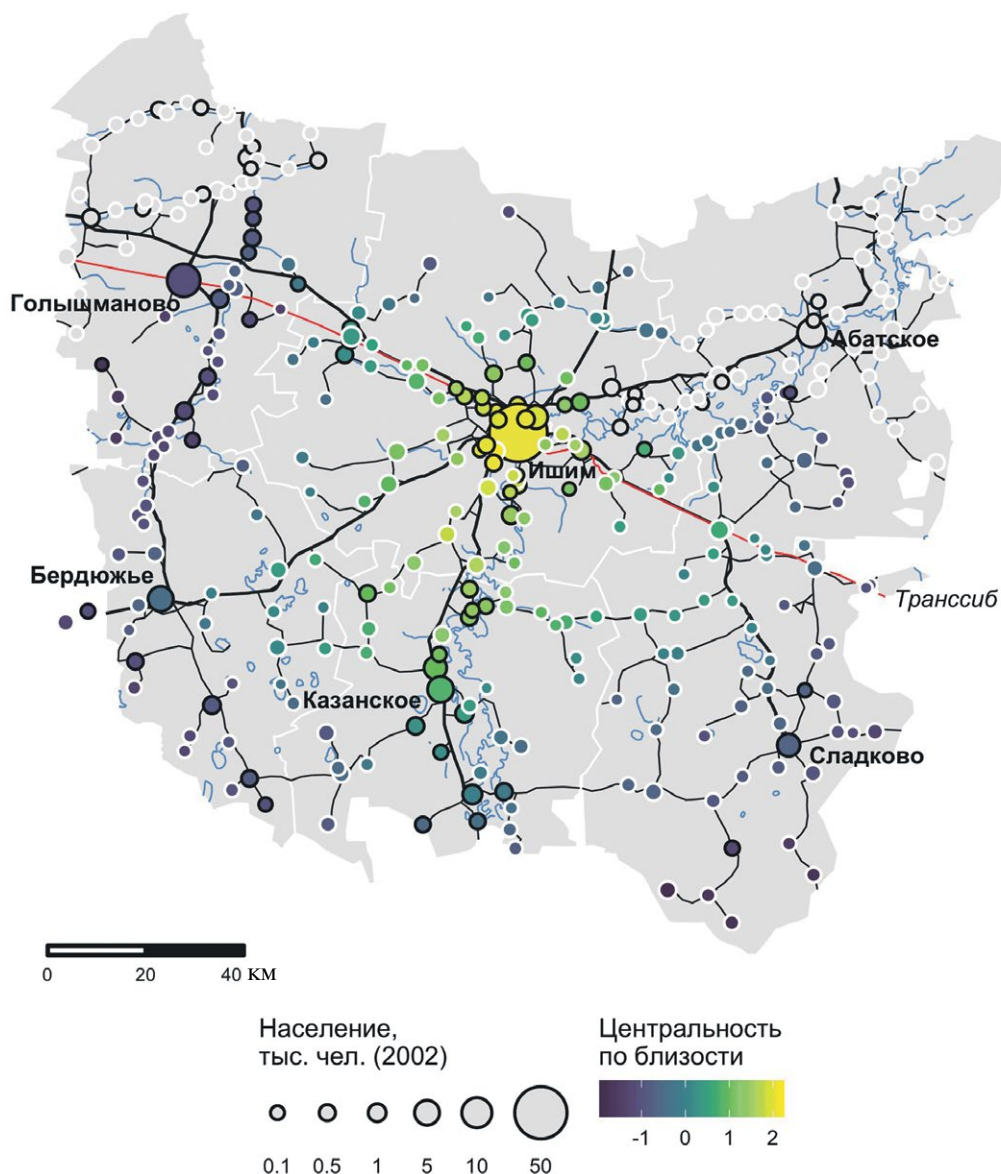 Голышманово
Абатское
Ишим
Бердюжье
Транссиб
Казанское
Сладково
0 20 40 км
Население,
тыс. чел. (2002)
0.1 0.5 1 5 10 50
Центральность
по близости
-1 0 1 2